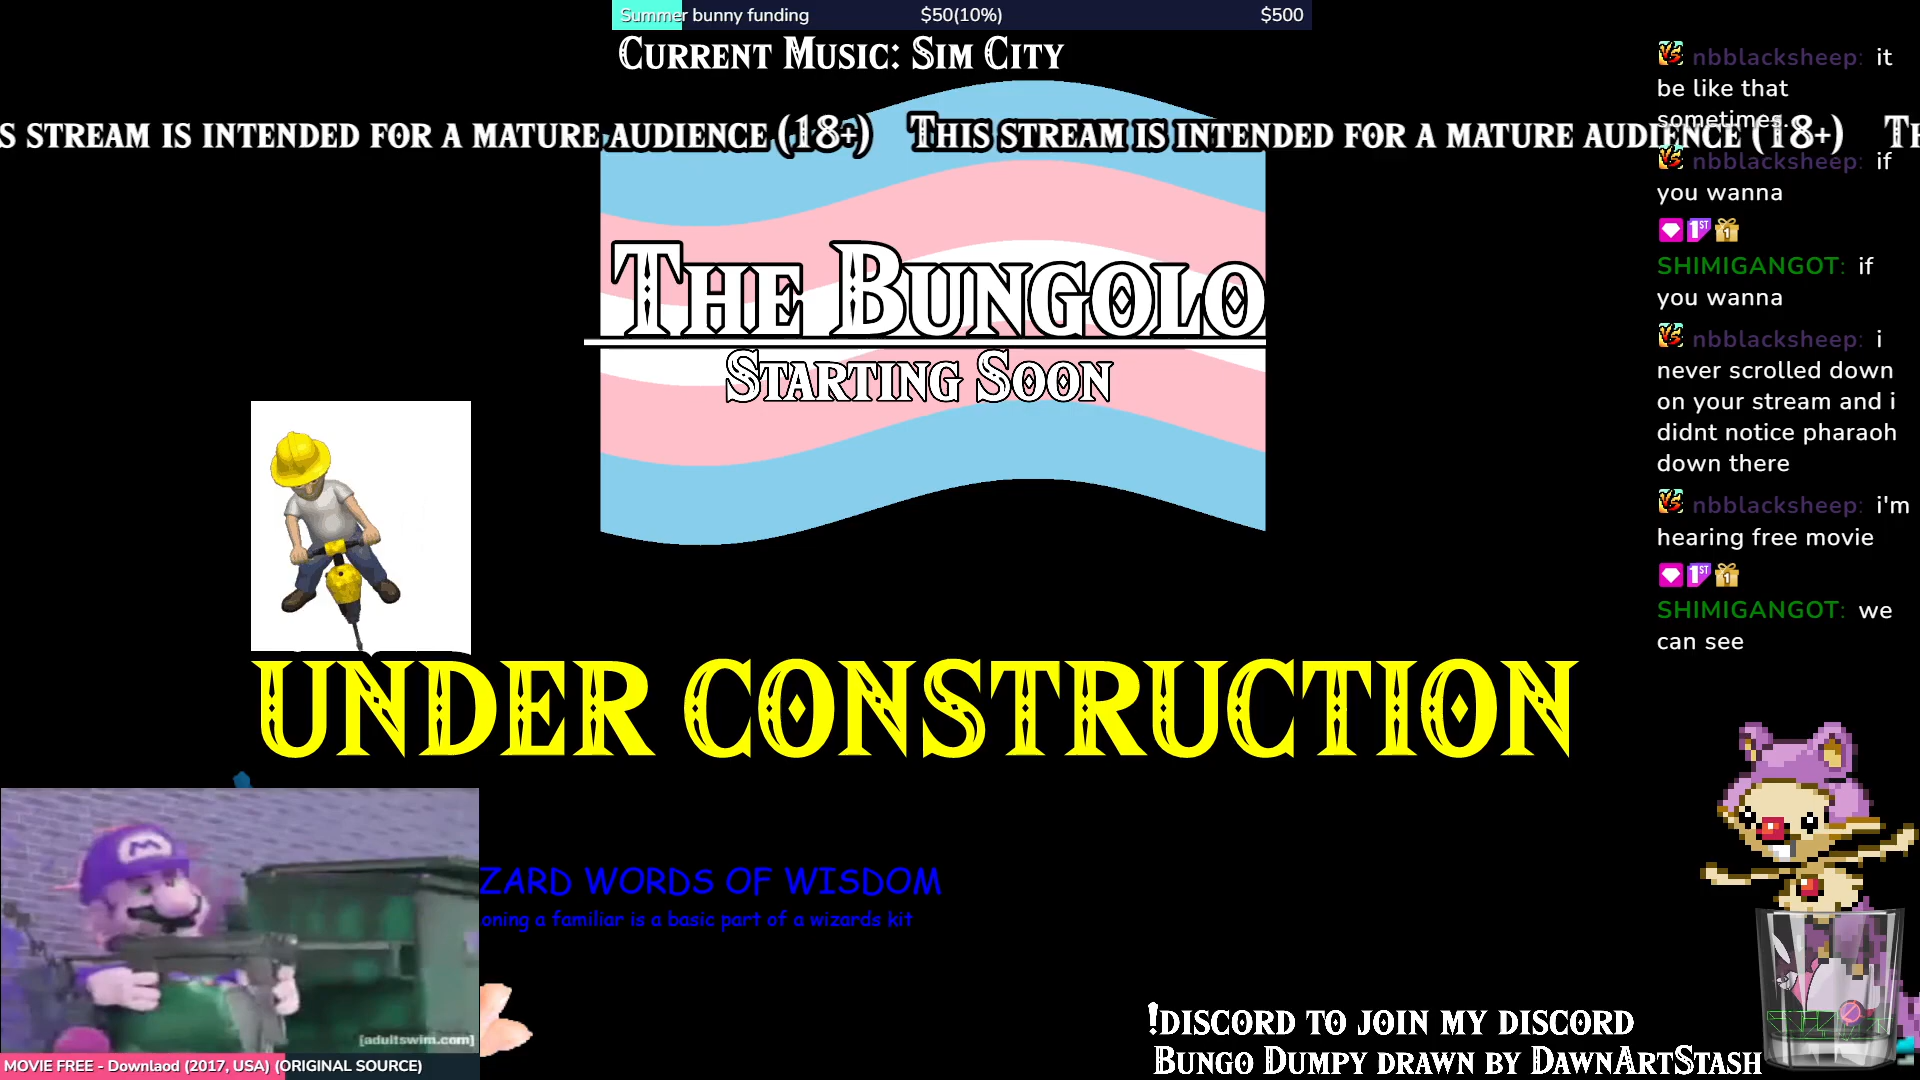 Summer bunny funding $50(10%) $500
Current Music: Sim City
s stream is intended for a mature audience (18+) This stream is intended for a mature audience (18+) Th
The Bungolo
Starting Soon
UNDER CONSTRUCTION
nbblacksheep: it
be like that
sometimes.
nbblacksheep: if
you wanna
1ST 1
SHIMIGANGOT: if
you wanna
nbblacksheep: i
never scrolled down
on your stream and i
didnt notice pharaoh
down there
nbblacksheep: i'm
hearing free movie
1ST 1
SHIMIGANGOT: we
can see
ZARD WORDS OF WISDOM
oning a familiar is a basic part of a wizards kit
M
[adultswim.com]
MOVIE FREE - Downlaod (2017, USA) (ORIGINAL SOURCE)
!discord to join my discord
Bungo Dumpy drawn by DawnArtStash